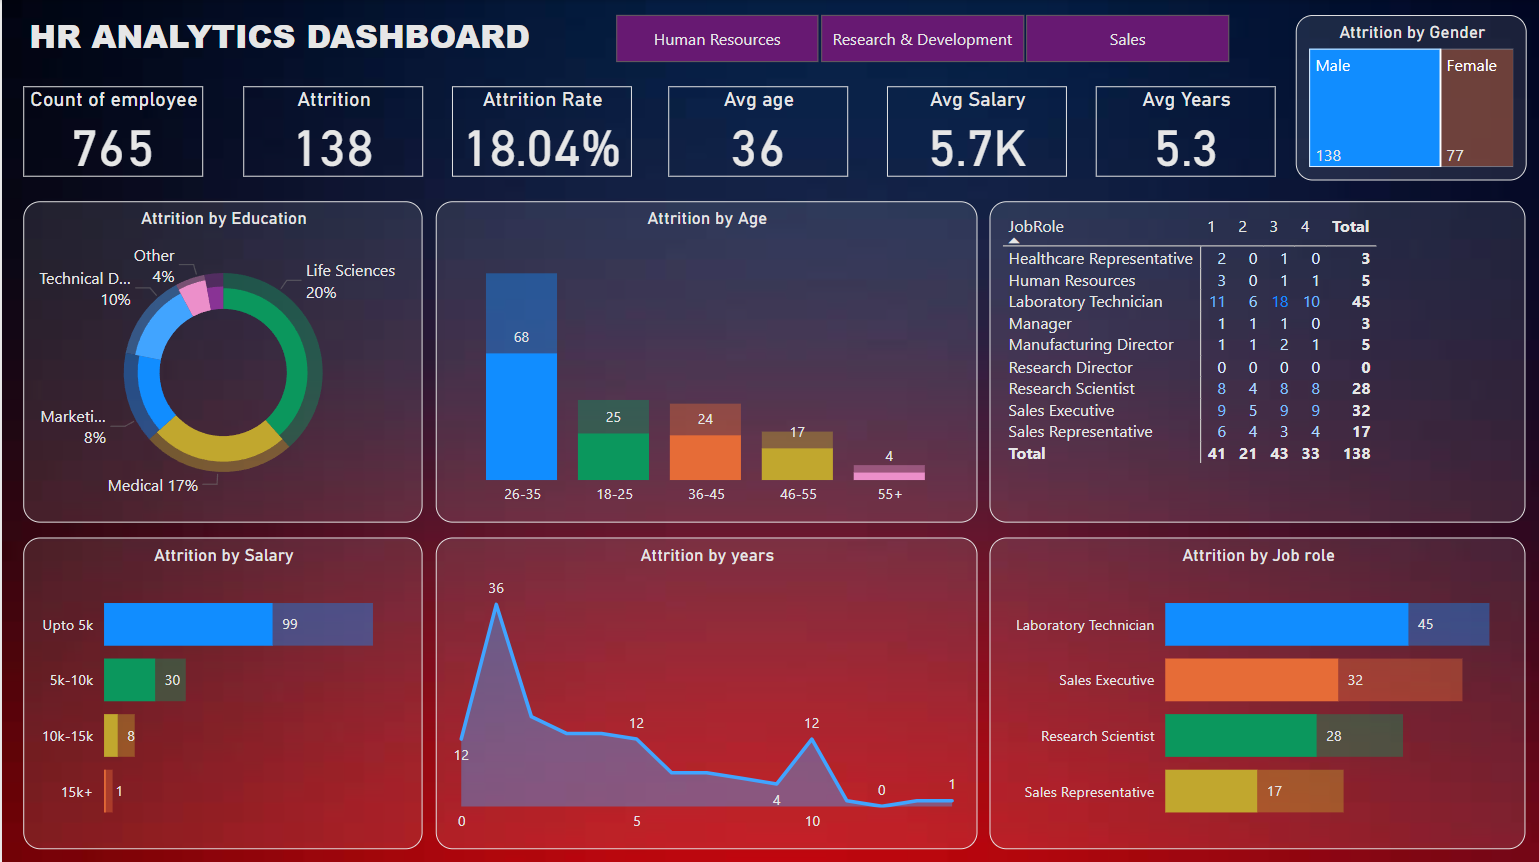 HR ANALYTICS DASHBOARD
Human Resources
Research & Development
Sales
Attrition by Gender
Male
Female
138
77
Count of employee
765
Attrition
138
Attrition Rate
18.04%
Avg age
36
Avg Salary
5.7K
Avg Years
5.3
Attrition by Education
Other
4%
Technical D...
10%
Life Sciences
20%
Marketi...
8%
Medical 17%
Attrition by Age
68
25
24
17
4
26-35 18-25 36-45 46-55 55+
JobRole 1 2 3 4 Total
Healthcare Representative 2 0 1 0 3
Human Resources 3 0 1 1 5
Laboratory Technician 11 6 18 10 45
Manager 1 1 1 0 3
Manufacturing Director 1 1 2 1 5
Research Director 0 0 0 0 0
Research Scientist 8 4 8 8 28
Sales Executive 9 5 9 9 32
Sales Representative 6 4 3 4 17
Total 41 21 43 33 138
Attrition by Salary
Upto 5k 99
5k-10k 30
10k-15k 8
15k+ 1
Attrition by years
36
12
12
12
4
0
1
0 5 10
Attrition by Job role
Laboratory Technician 45
Sales Executive 32
Research Scientist 28
Sales Representative 17